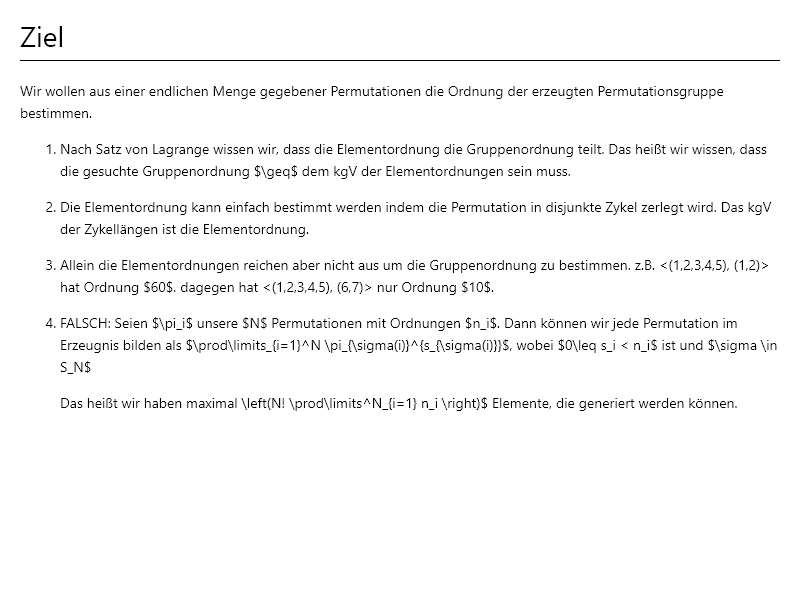 Ziel
Wir wollen aus einer endlichen Menge gegebener Permutationen die Ordnung der erzeugten Permutationsgruppe
bestimmen.
1. Nach Satz von Lagrange wissen wir, dass die Elementordnung die Gruppenordnung teilt. Das heißt wir wissen, dass
die gesuchte Gruppenordnung $\geq$ dem kgV der Elementordnungen sein muss.
2. Die Elementordnung kann einfach bestimmt werden indem die Permutation in disjunkte Zykel zerlegt wird. Das kgV
der Zykellängen ist die Elementordnung.
3. Allein die Elementordnungen reichen aber nicht aus um die Gruppenordnung zu bestimmen. z.B. <(1,2,3,4,5), (1,2)>
hat Ordnung $60$. dagegen hat <(1,2,3,4,5), (6,7)> nur Ordnung $10$.
4. FALSCH: Seien $\pi_i$ unsere $N$ Permutationen mit Ordnungen $n_i$. Dann können wir jede Permutation im
Erzeugnis bilden als $\prod\limits_{i=1}^N \pi_{\sigma(i)}^{s_{\sigma(i)}}$, wobei $0\leq s_i < n_i$ ist und $\sigma \in
S_N$
Das heißt wir haben maximal \left(N! \prod\limits^N_{i=1} n_i \right)$ Elemente, die generiert werden können.